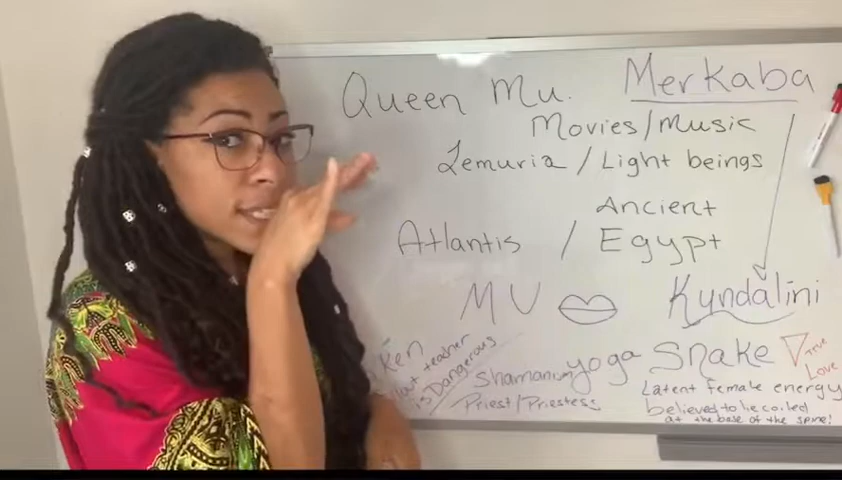 Queen Mu. Merkaba
Movies/Music
Lemuria / Light beings
Ancient
Atlantis / Egypt
MU Kundalini
ken
teacher
is Dangerous
Shamanism yoga Snake True
Love
Priest/Priestess
Latent female energy
believed to lie coiled
at the base of the spine!